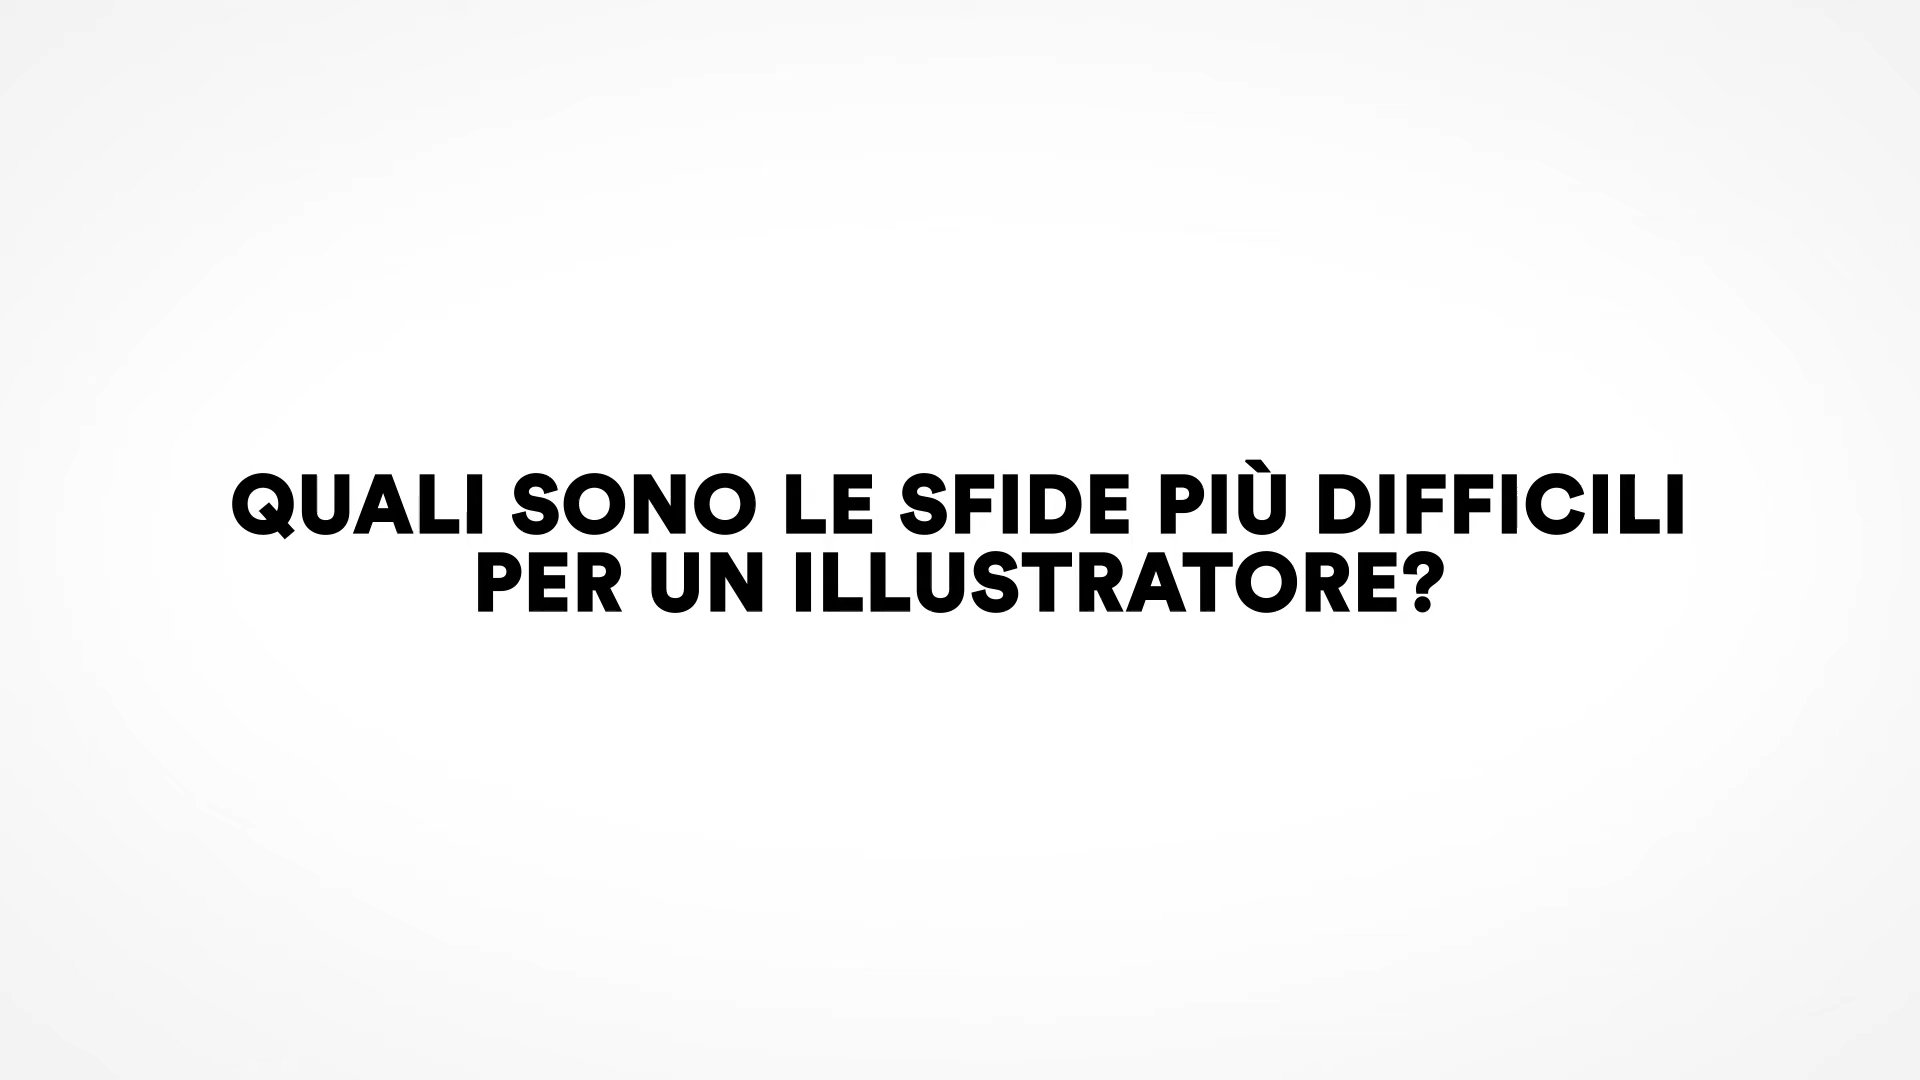 QUALI SONO LE SFIDE PIÙ DIFFICILI
PER UN ILLUSTRATORE?